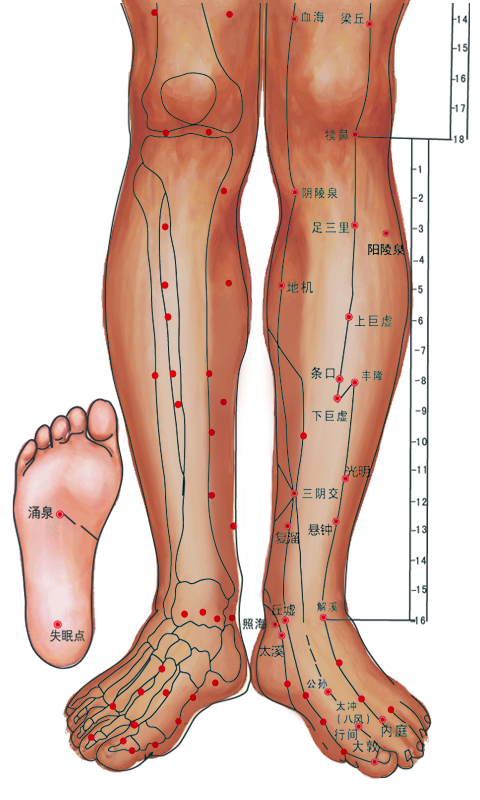 血海 梁丘
14
15
16
17
犊鼻
18
1
阴陵泉
2
足三里
3
阳陵泉
4
地机
5
上巨虚
6
7
条口 丰隆
8
下巨虚
9
10
光明
11
三阴交
12
涌泉
悬钟
复溜
13
14
15
丘墟 解溪
16
照海
失眠点
太溪
公孙
太冲
(八风)
内庭
行间
大敦